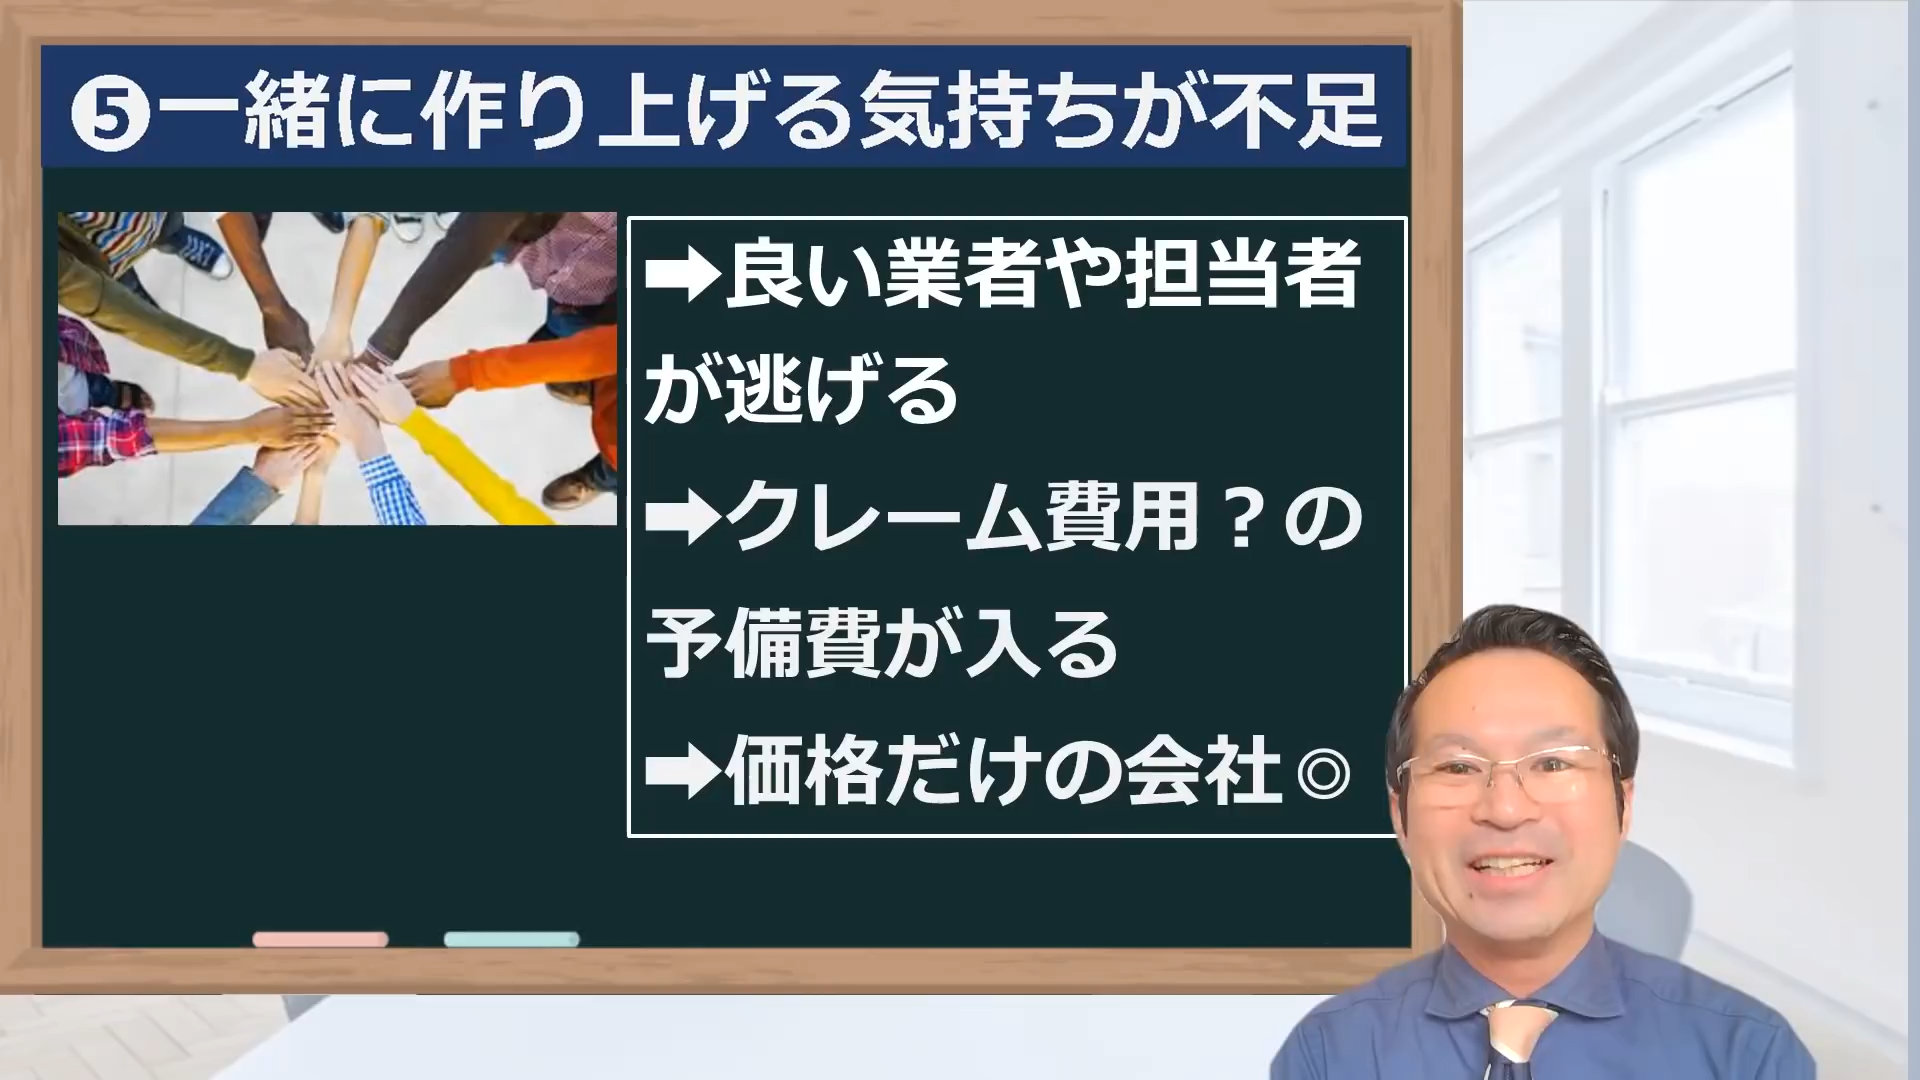 ❺一緒に作り上げる気持ちが不足
➡良い業者や担当者
が逃げる
➡クレーム費用？の
予備費が入る
➡価格だけの会社◎